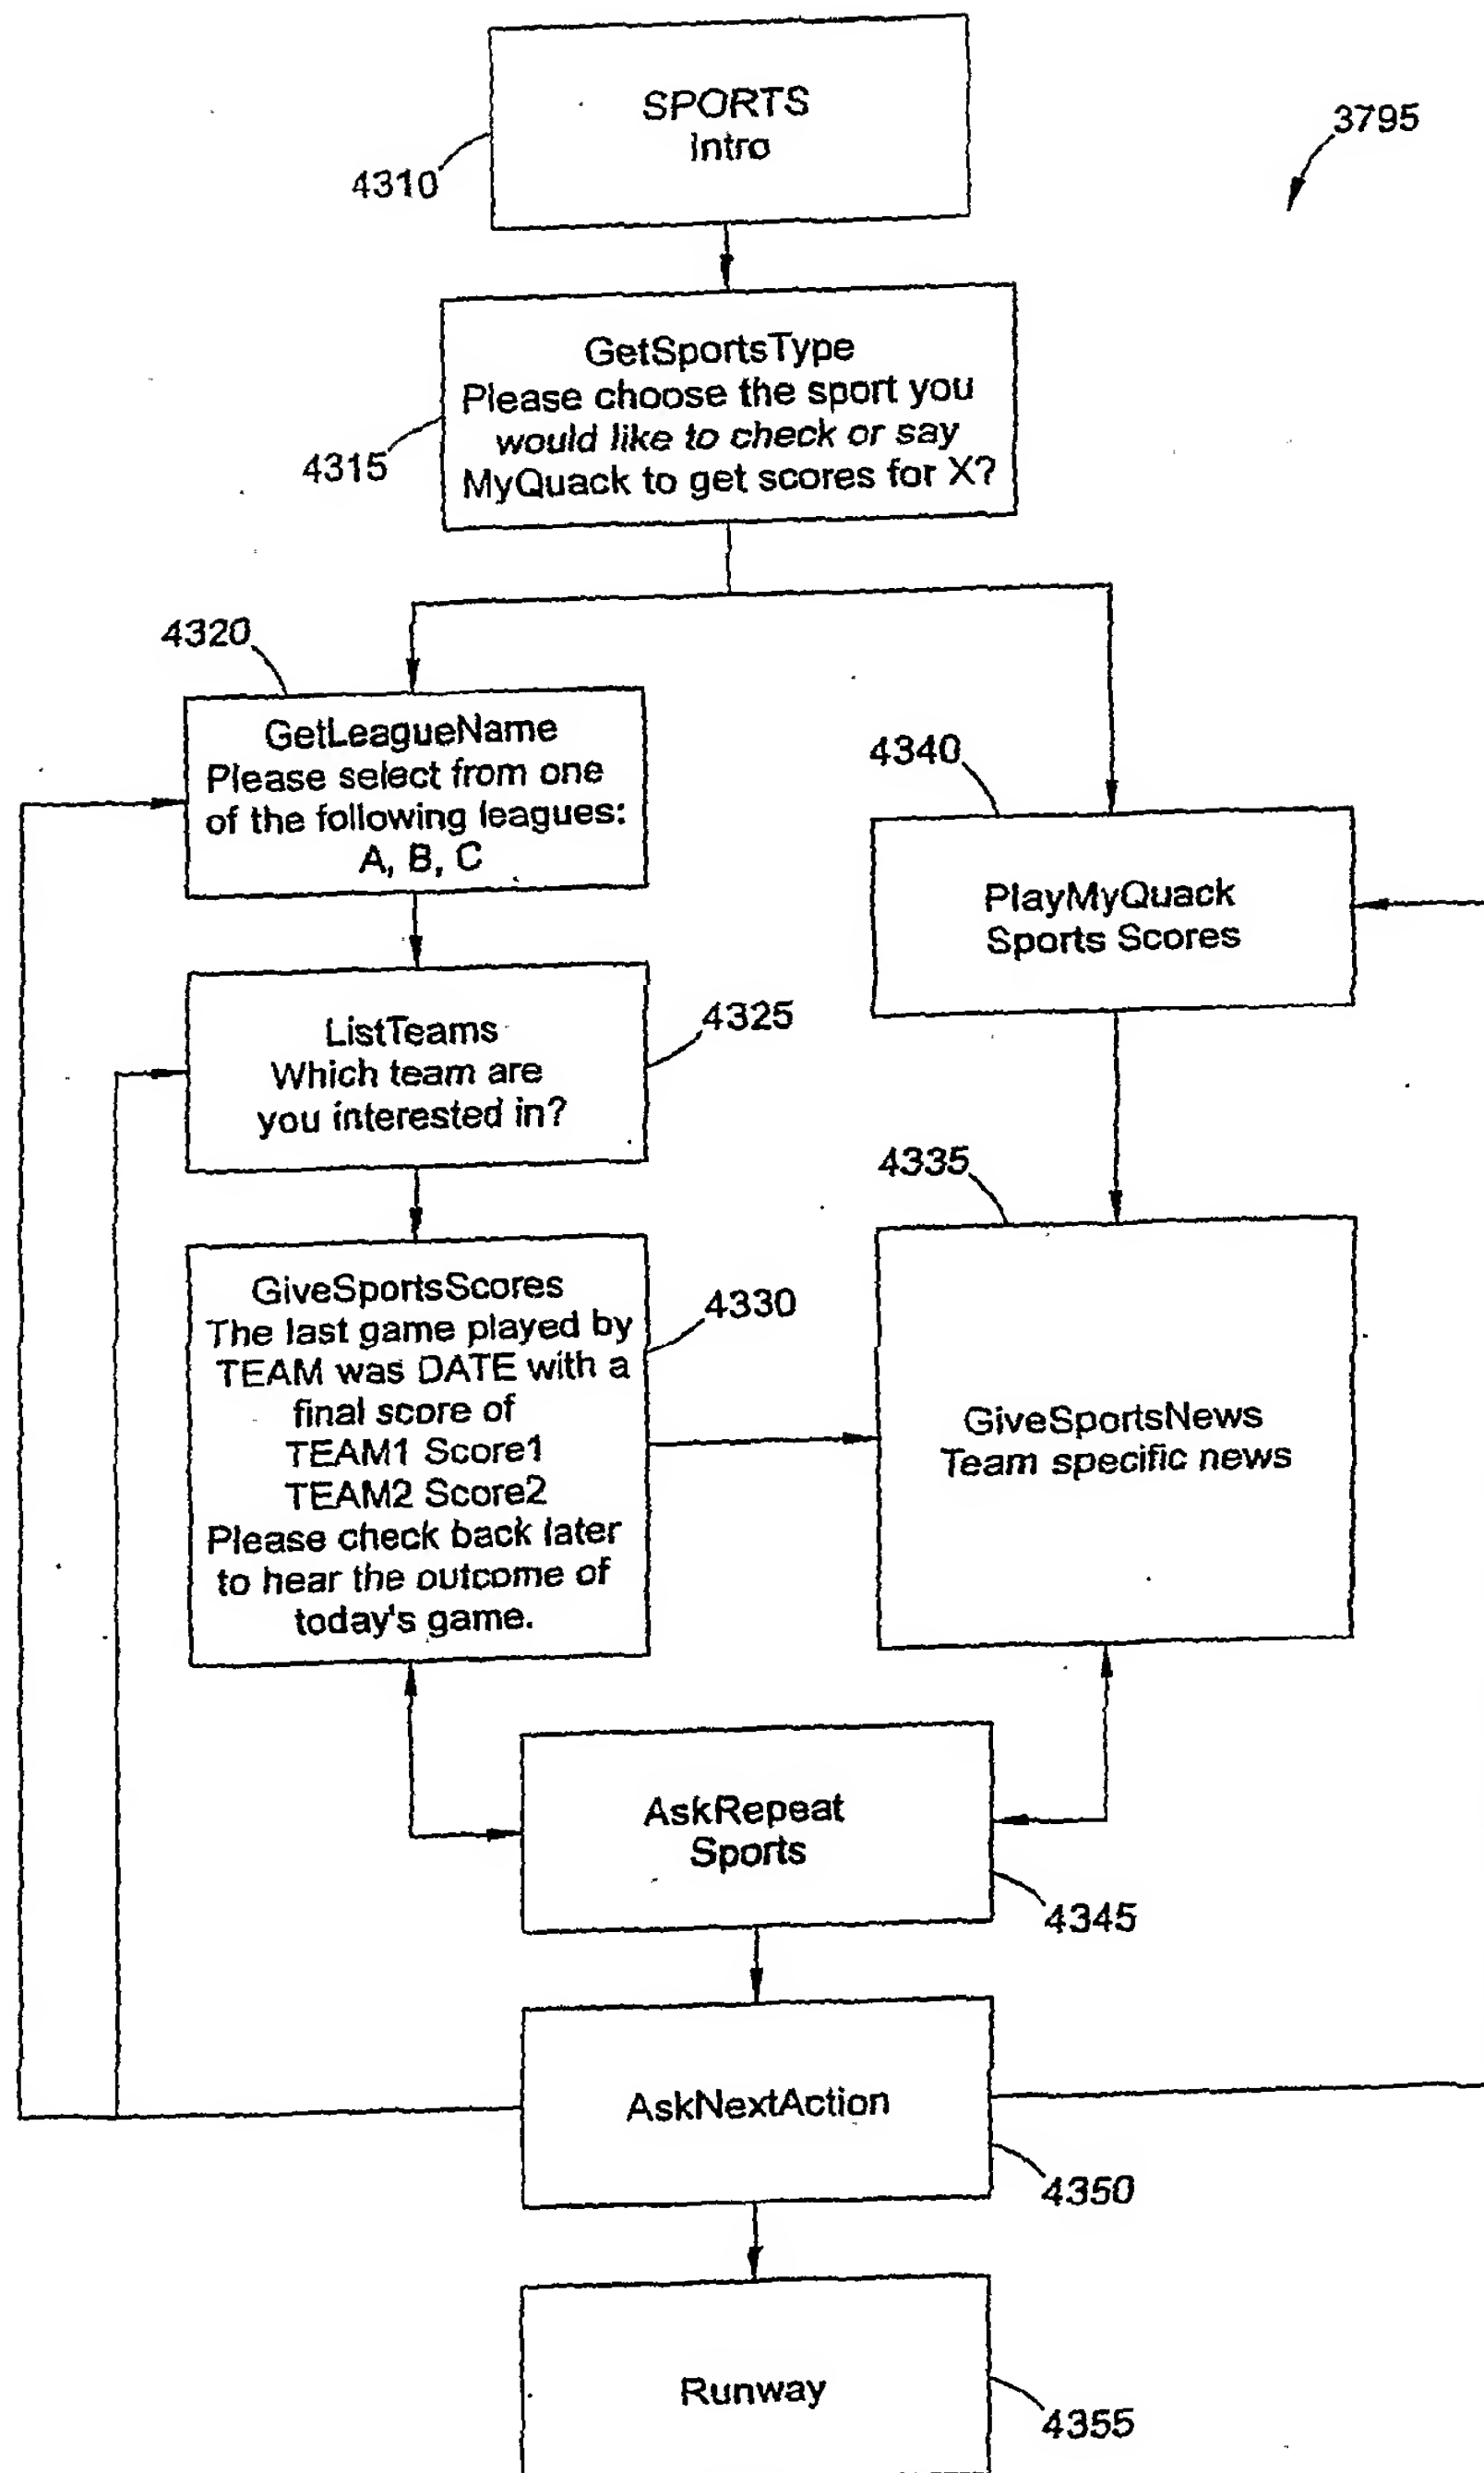 SPORTS
Intro
3795
4310
GetSportsType
Please choose the sport you
would like to check or say
MyQuack to get scores for X?
4315
4320
GetLeagueName
Please select from one
of the following leagues:
A, B, C
4340
PlayMyQuack
Sports Scores
ListTeams
Which team are
you interested in?
4325
4335
GiveSportsScores
The last game played by
TEAM was DATE with a
final score of
TEAM1 Score1
TEAM2 Score2
Please check back later
to hear the outcome of
today's game.
4330
GiveSportsNews
Team specific news
AskRepeat
Sports
4345
AskNextAction
4350
Runway
4355